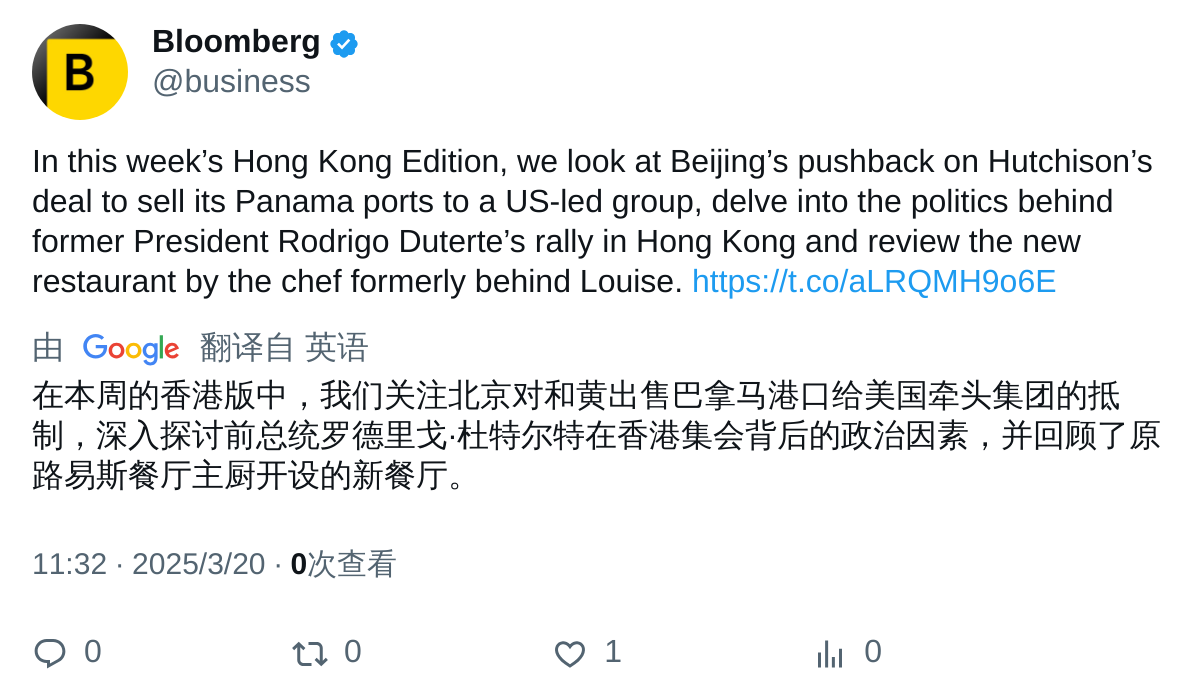 B
Bloomberg
@business
In this week’s Hong Kong Edition, we look at Beijing’s pushback on Hutchison’s
deal to sell its Panama ports to a US-led group, delve into the politics behind
former President Rodrigo Duterte’s rally in Hong Kong and review the new
restaurant by the chef formerly behind Louise. https://t.co/aLRQMH9o6E
由 Google 翻译自 英语
在本周的香港版中，我们关注北京对和黄出售巴拿马港口给美国牵头集团的抵
制，深入探讨前总统罗德里戈·杜特尔特在香港集会背后的政治因素，并回顾了原
路易斯餐厅主厨开设的新餐厅。
11:32 · 2025/3/20 · 0次查看
0 0 1 0